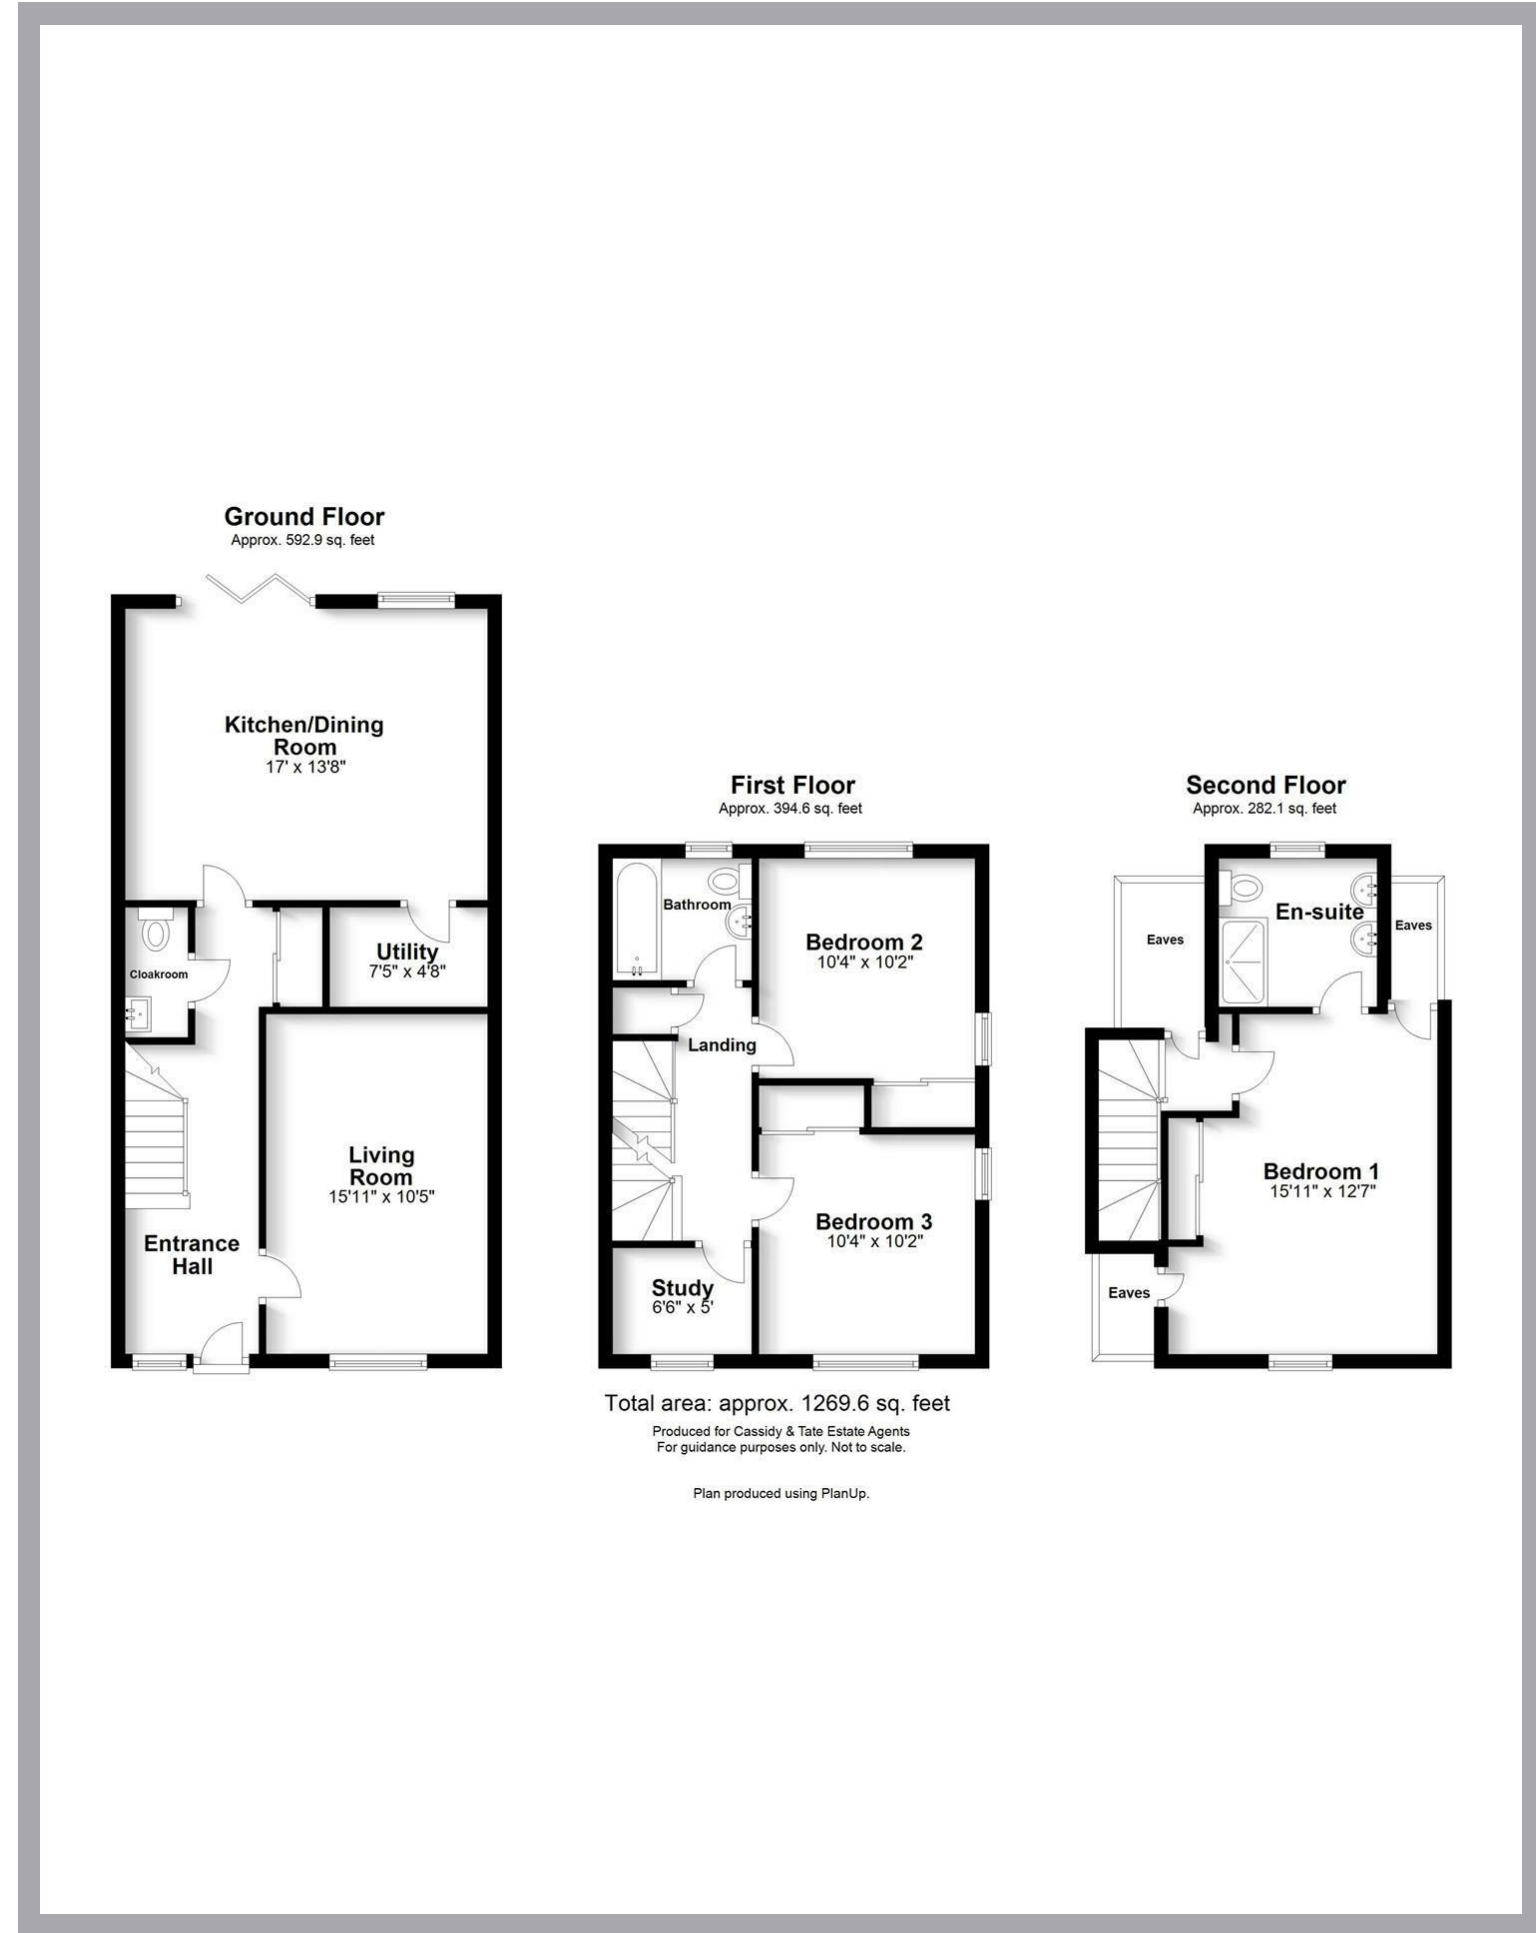 Ground Floor
Approx. 592.9 sq. feet
Kitchen/Dining
Room
17' x 13'8"
Cloakroom
Utility
7'5" x 4'8"
Living
Room
15'11" x 10'5"
Entrance
Hall
First Floor
Approx. 394.6 sq. feet
Bathroom
Bedroom 2
10'4" x 10'2"
Landing
Bedroom 3
10'4" x 10'2"
Study
6'6" x 5'
Second Floor
Approx. 282.1 sq. feet
En-suite
Eaves
Eaves
Bedroom 1
15'11" x 12'7"
Eaves
Total area: approx. 1269.6 sq. feet
Produced for Cassidy & Tate Estate Agents
For guidance purposes only. Not to scale.
Plan produced using PlanUp.